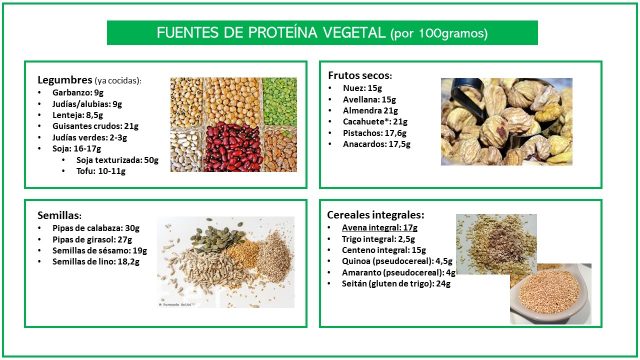 FUENTES DE PROTEÍNA VEGETAL (por 100gramos)
Legumbres (ya cocidas):
• Garbanzo: 9g
• Judías/alubias: 9g
• Lenteja: 8,5g
• Guisantes crudos: 21g
• Judías verdes: 2-3g
• Soja: 16-17g
• Soja texturizada: 50g
• Tofu: 10-11g
Frutos secos:
• Nuez: 15g
• Avellana: 15g
• Almendra 21g
• Cacahuete*: 21g
• Pistachos: 17,6g
• Anacardos: 17,5g
Semillas:
• Pipas de calabaza: 30g
• Pipas de girasol: 27g
• Semillas de sésamo: 19g
• Semillas de lino: 18,2g
Cereales integrales:
• Avena integral: 17g
• Trigo integral: 2,5g
• Centeno integral: 15g
• Quinoa (pseudocereal): 4,5g
• Amaranto (pseudocereal): 4g
• Seitán (gluten de trigo): 24g